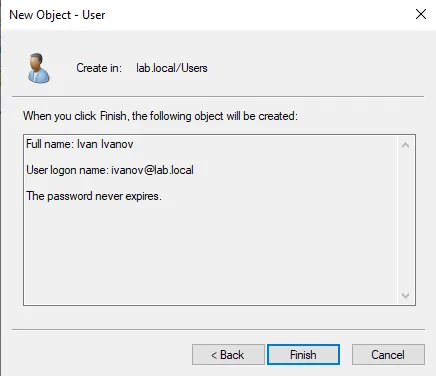 New Object - User
Create in: lab.local/Users
When you click Finish, the following object will be created:
Full name: Ivan Ivanov
User logon name: ivanov@lab.local
The password never expires.
< Back Finish Cancel